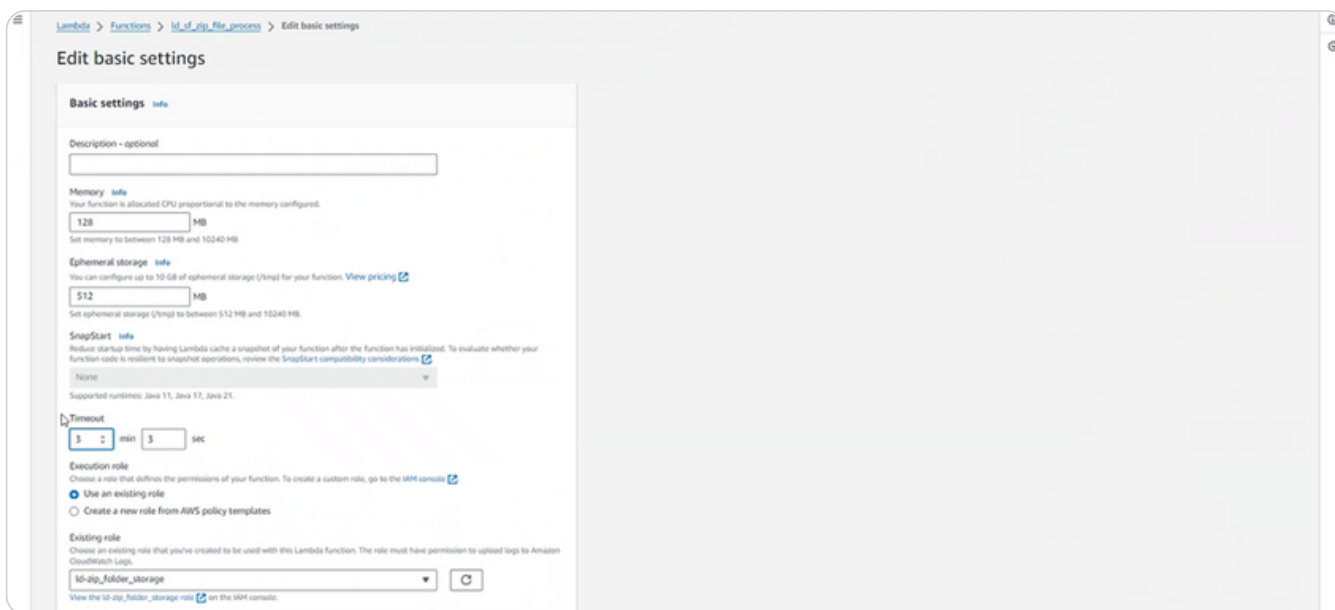 Lambda > Functions > ld_sf_zip_file_process > Edit basic settings
Edit basic settings
Basic settings Info
Description - optional
Memory Info
Your function is allocated CPU proportional to the memory configured.
128 MB
Set memory to between 128 MB and 10240 MB
Ephemeral storage Info
You can configure up to 10 GB of ephemeral storage (/tmp) for your function. View pricing
512 MB
Set ephemeral storage (/tmp) to between 512 MB and 10240 MB.
SnapStart Info
Reduce startup time by having Lambda cache a snapshot of your function after the function has initialized. To evaluate whether your
function code is resilient to snapshot operations, review the SnapStart compatibility considerations
None
Supported runtimes: Java 11, Java 17, Java 21.
Timeout
3 min 3 sec
Execution role
Choose a role that defines the permissions of your function. To create a custom role, go to the IAM console
Use an existing role
Create a new role from AWS policy templates
Existing role
Choose an existing role that you've created to be used with this Lambda function. The role must have permission to upload logs to Amazon
CloudWatch Logs.
ld-zip_folder_storage
View the ld-zip_folder_storage role on the IAM console.